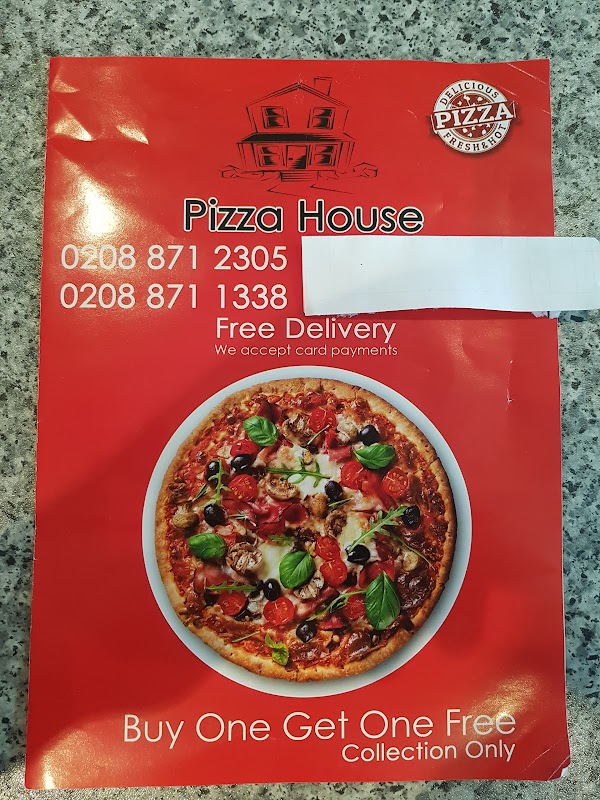 DELICIOUS
PIZZA
FRESH&HOT
Pizza House
0208 871 2305
0208 871 1338
Free Delivery
We accept card payments
Buy One Get One Free
Collection Only